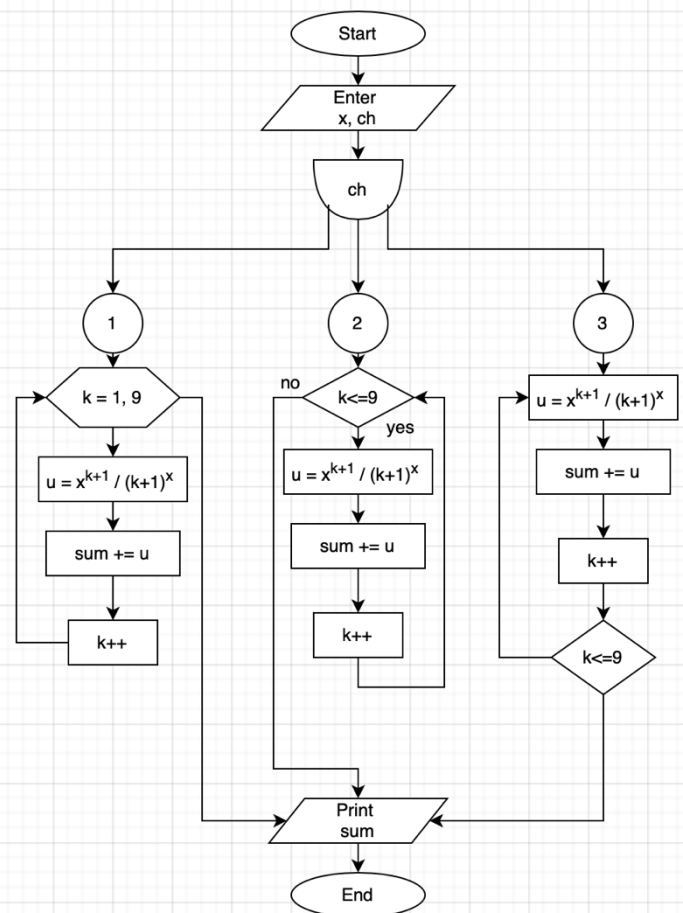 Start
Enter
x, ch
ch
1
2
3
k = 1, 9
u = x^k+1 / (k+1)^x
sum += u
k++
no
k<=9
yes
u = x^k+1 / (k+1)^x
sum += u
k++
u = x^k+1 / (k+1)^x
sum += u
k++
k<=9
Print
sum
End